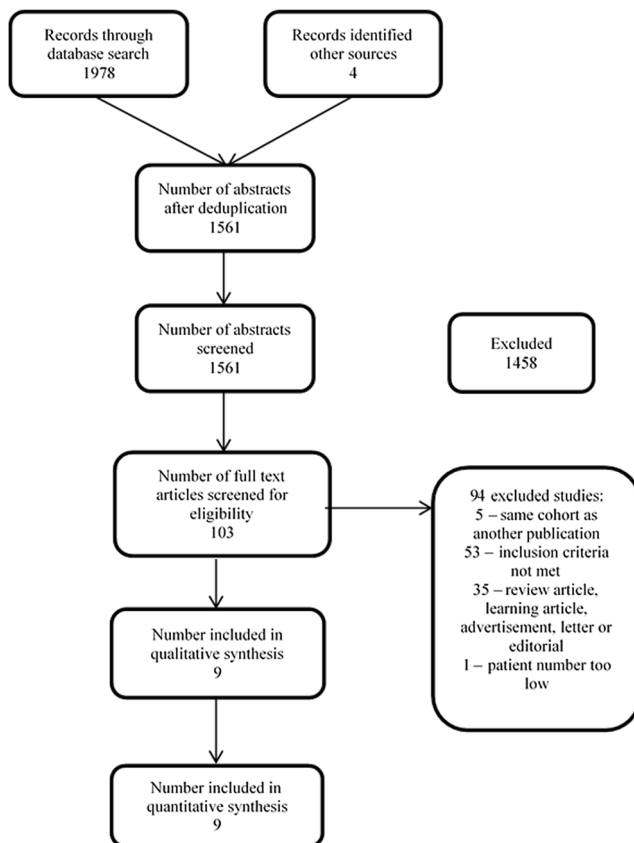 Records through
database search
1978
Records identified
other sources
4
Number of abstracts
after deduplication
1561
Number of abstracts
screened
1561
Excluded
1458
Number of full text
articles screened for
eligibility
103
94 excluded studies:
5 – same cohort as
another publication
53 – inclusion criteria
not met
35 – review article,
learning article,
advertisement, letter or
editorial
1 – patient number too
low
Number included in
qualitative synthesis
9
Number included in
quantitative synthesis
9